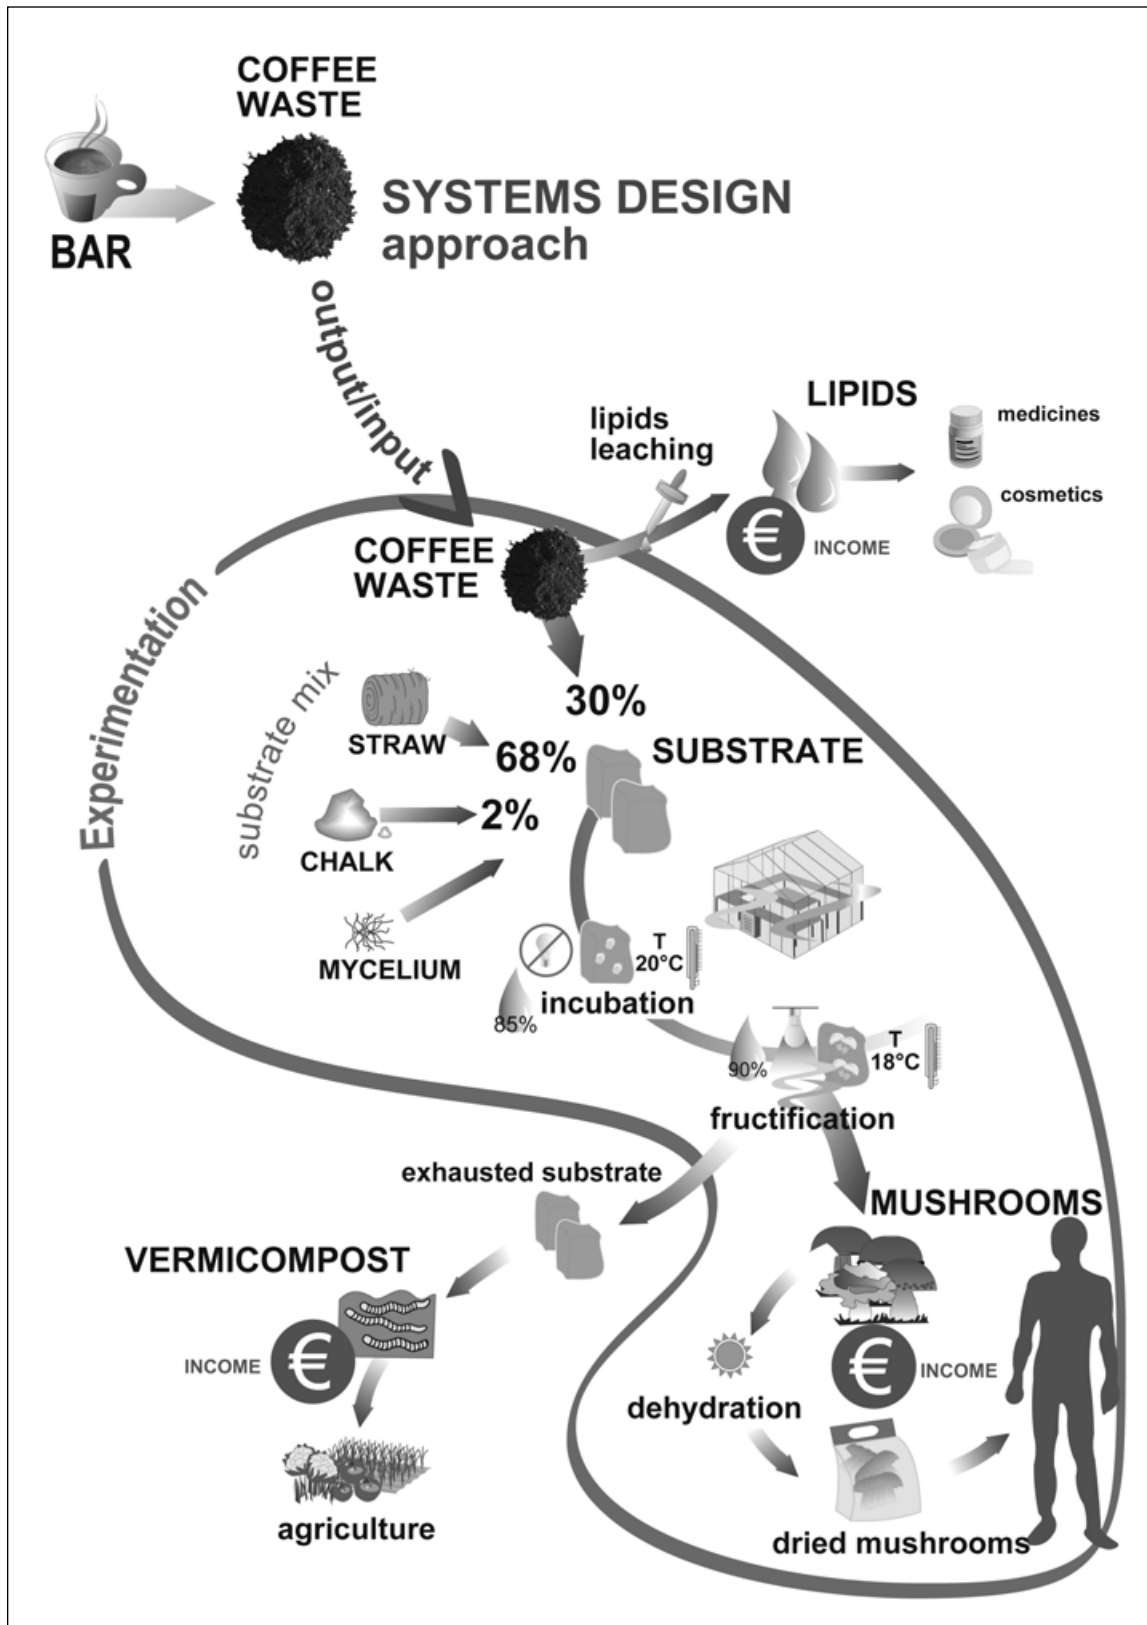 COFFEE
WASTE
BAR
SYSTEMS DESIGN
approach
output/input
LIPIDS
lipids
leaching
medicines
cosmetics
€
INCOME
COFFEE
WASTE
Experimentation
substrate mix
30%
STRAW
68%
SUBSTRATE
2%
CHALK
MYCELIUM
T
20°C
incubation
85%
T
18°C
90%
fructification
exhausted substrate
MUSHROOMS
VERMICOMPOST
€
INCOME
€
INCOME
dehydration
agriculture
dried mushrooms